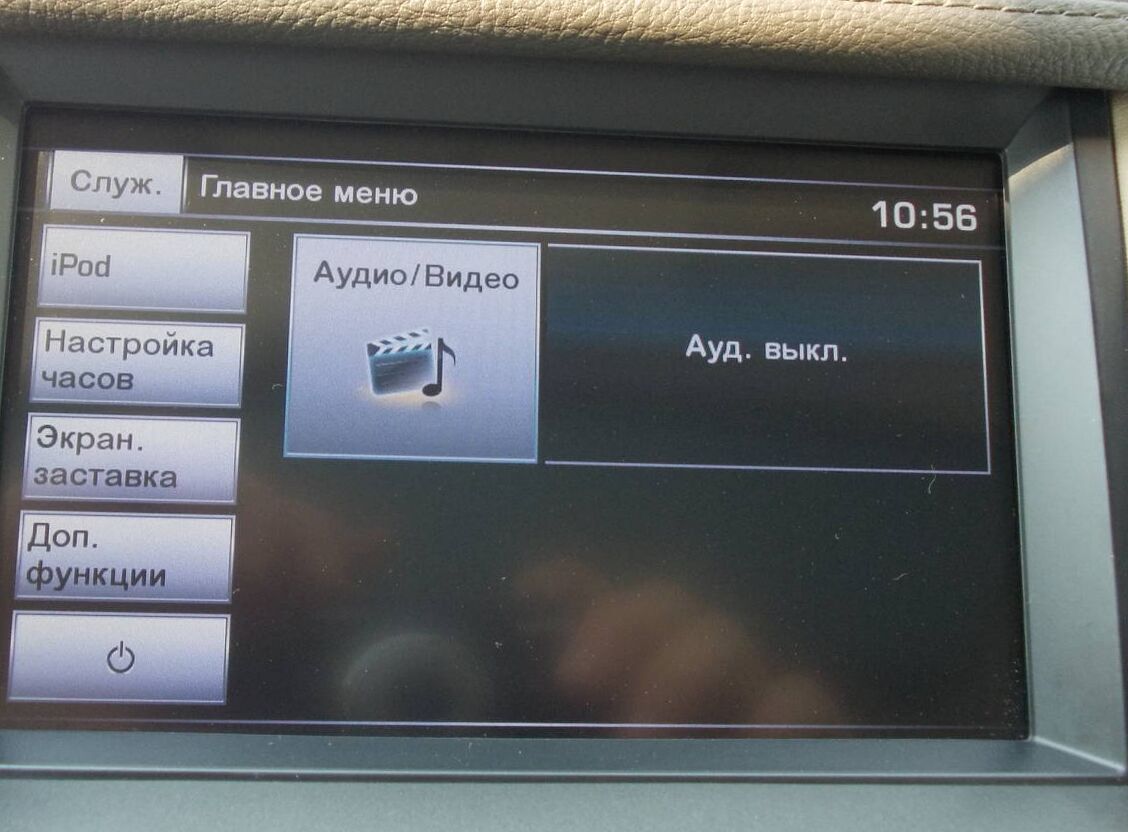 Служ.
Главное меню
10:56
iPod
Настройка
часов
Экран.
заставка
Доп.
функции
Аудио/Видео
Ауд. выкл.